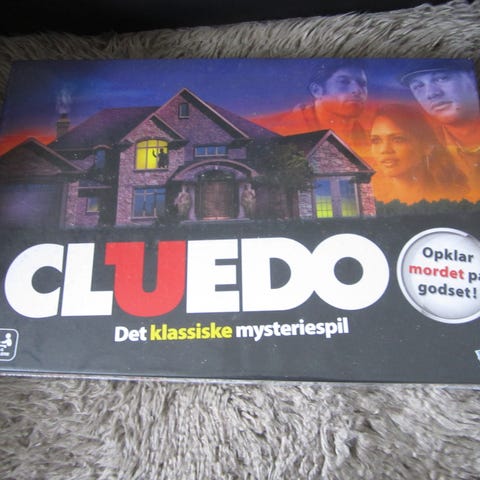 CLUEDO
Det klassiske mysteriespil
Opklar
mordet på
godset!